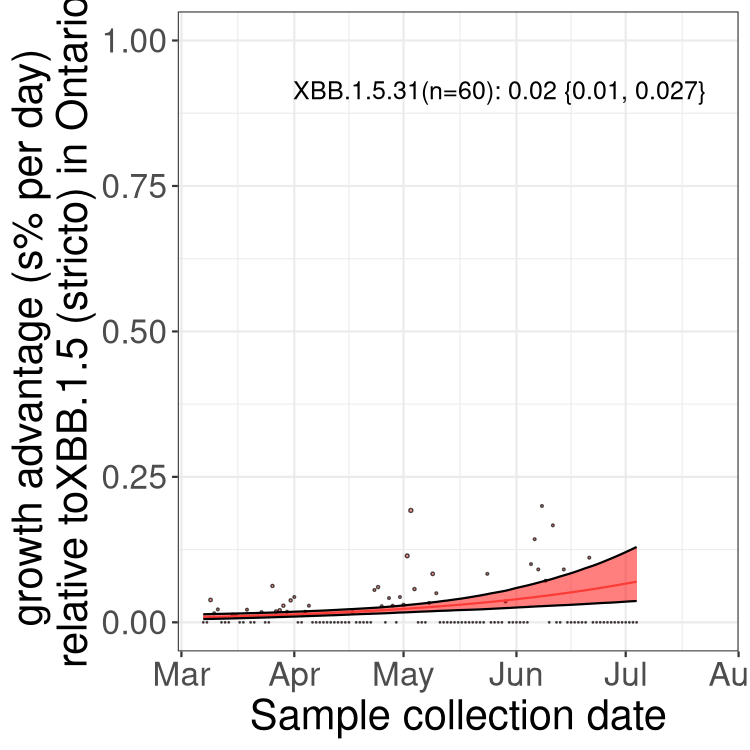 growth advantage (s% per day)
relative toXBB.1.5 (stricto) in Ontario
1.00
0.75
0.50
0.25
0.00
XBB.1.5.31(n=60): 0.02 {0.01, 0.027}
Mar Apr May Jun Jul Au
Sample collection date